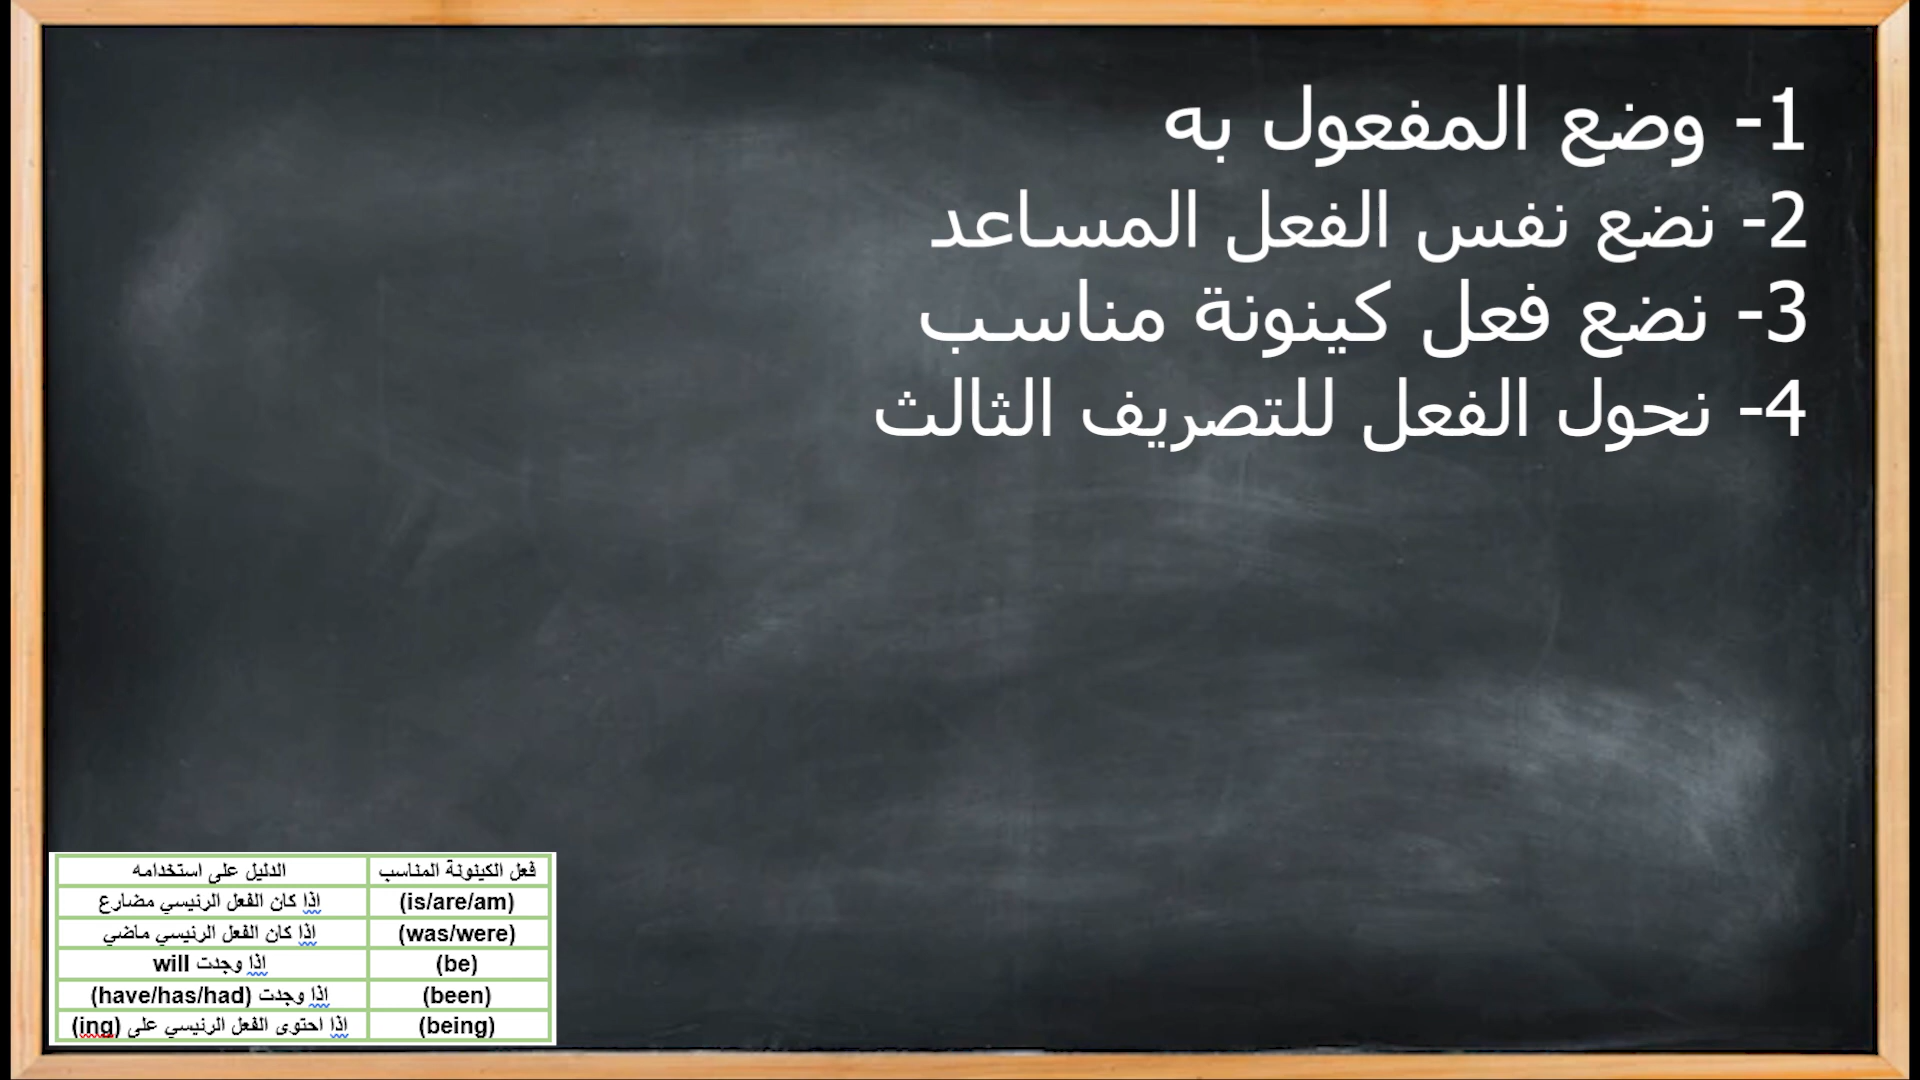 1- وضع المفعول به
2- نضع نفس الفعل المساعد
3- نضع فعل كينونة مناسب
4- نحول الفعل للتصريف الثالث
فعل الكينونة المناسب الدليل على استخدامه
(is/are/am) اذا كان الفعل الرئيسي مضارع
(was/were) اذا كان الفعل الرئيسي ماضي
(be) اذا وجدت will
(been) اذا وجدت (have/has/had)
(being) اذا احتوى الفعل الرئيسي على (ing)